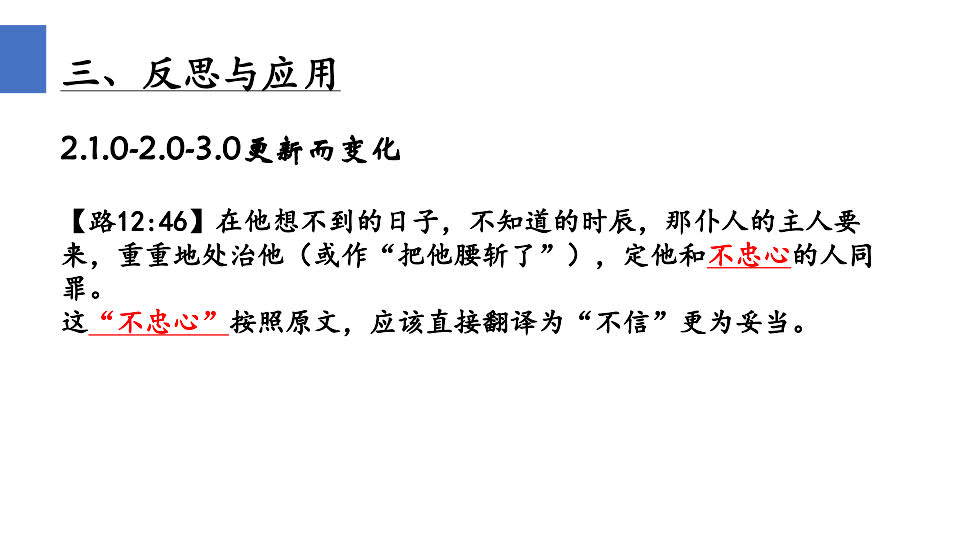 三、反思与应用
2.1.0-2.0-3.0更新而变化
【路12:46】在他想不到的日子，不知道的时辰，那仆人的主人要
来，重重地处治他（或作“把他腰斩了”），定他和不忠心的人同
罪。
这“不忠心”按照原文，应该直接翻译为“不信”更为妥当。